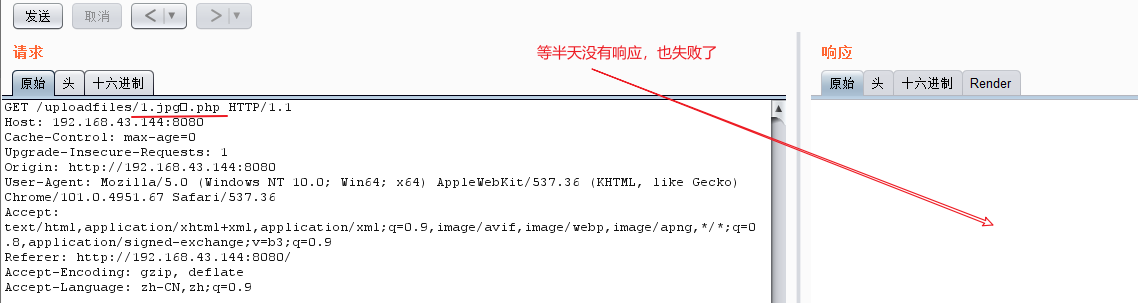 发送 取消 < >
请求
等半天没有响应，也失败了
响应
原始 头 十六进制
原始 头 十六进制 Render
GET /uploadfiles/1.jpg□.php HTTP/1.1
Host: 192.168.43.144:8080
Cache-Control: max-age=0
Upgrade-Insecure-Requests: 1
Origin: http://192.168.43.144:8080
User-Agent: Mozilla/5.0 (Windows NT 10.0; Win64; x64) AppleWebKit/537.36 (KHTML, like Gecko)
Chrome/101.0.4951.67 Safari/537.36
Accept:
text/html,application/xhtml+xml,application/xml;q=0.9,image/avif,image/webp,image/apng,*/*;q=0
.8,application/signed-exchange;v=b3;q=0.9
Referer: http://192.168.43.144:8080/
Accept-Encoding: gzip, deflate
Accept-Language: zh-CN,zh;q=0.9